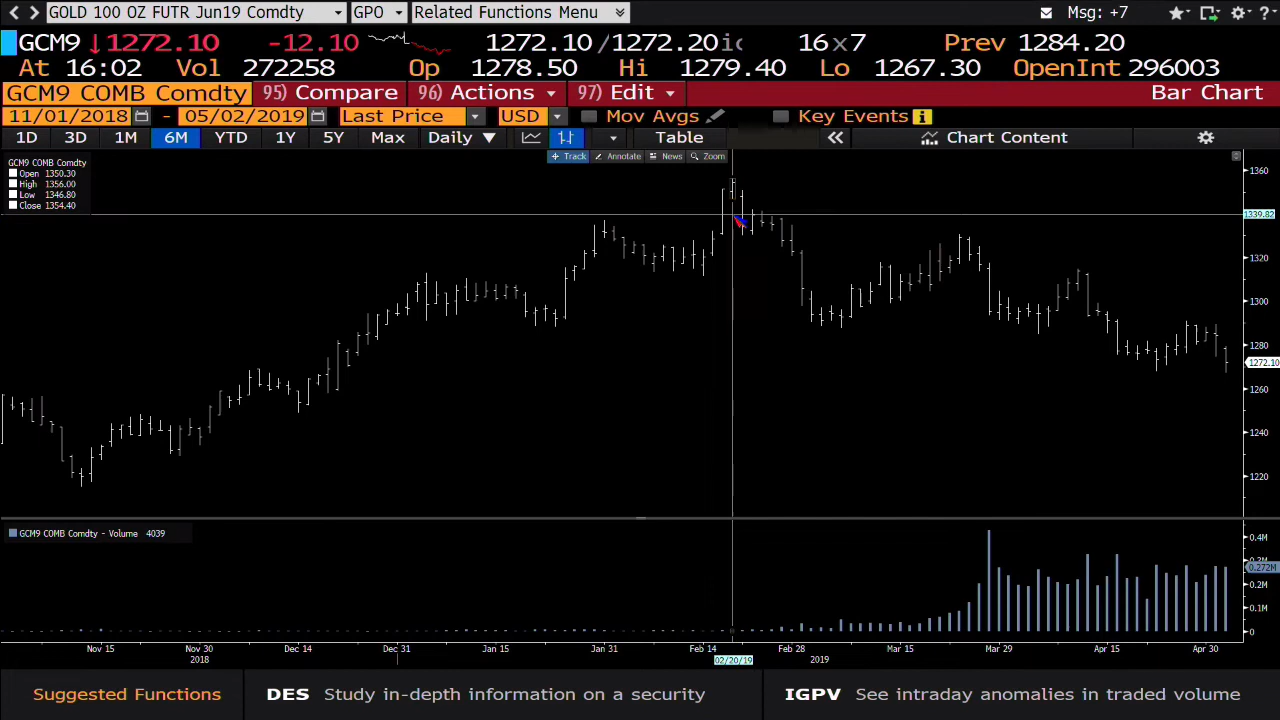 GOLD 100 OZ FUTR Jun19 Comdty GPO Related Functions Menu Msg: +7
GCM9 ↓1272.10 -12.10 1272.10 /1272.20 16x7 Prev 1284.20
At 16:02 Vol 272258 Op 1278.50 Hi 1279.40 Lo 1267.30 OpenInt 296003
GCM9 COMB Comdty 95) Compare 96) Actions 97) Edit Bar Chart
11/01/2018 - 05/02/2019 Last Price USD Mov Avgs Key Events
1D 3D 1M 6M YTD 1Y 5Y Max Daily ▼ Table « Chart Content
Track Annotate News Zoom
GCM9 COMB Comdty
Open 1350.30
High 1356.00
Low 1346.80
Close 1354.40
1360
1339.82
1320
1300
1280
1272.10
1260
1240
1220
GCM9 COMB Comdty - Volume 4039
0.4M
0.272M
0.2M
0.1M
0
Nov 15 Nov 30 Dec 14 Dec 31 Jan 15 Jan 31 Feb 14 Feb 28 Mar 15 Mar 29 Apr 15 Apr 30
2018 02/20/19 2019
Suggested Functions DES Study in-depth information on a security IGPV See intraday anomalies in traded volume